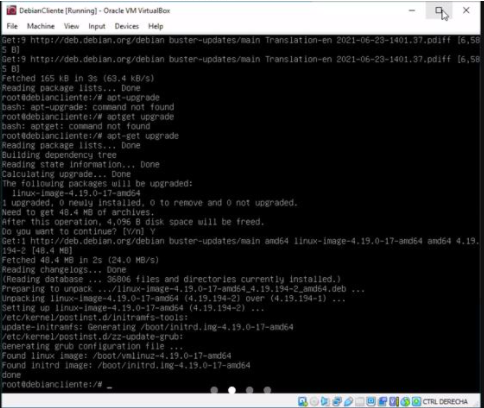 DebianCliente [Running] - Oracle VM VirtualBox
File Machine View Input Devices Help
Get:9 http://deb.debian.org/debian buster-updates/main Translation-en 2021-06-23-1401.37.pdiff [6,58
5 B]
Get:9 http://deb.debian.org/debian buster-updates/main Translation-en 2021-06-23-1401.37.pdiff [6,58
5 B]
Fetched 165 kB in 3s (63.4 kB/s)
Reading package lists... Done
root@debiancliente:/# apt-upgrade
bash: apt-upgrade: command not found
root@debiancliente:/# aptget upgrade
bash: aptget: command not found
root@debiancliente:/# apt-get upgrade
Reading package lists... Done
Building dependency tree
Reading state information... Done
Calculating upgrade... Done
The following packages will be upgraded:
linux-image-4.19.0-17-amd64
1 upgraded, 0 newly installed, 0 to remove and 0 not upgraded.
Need to get 48.4 MB of archives.
After this operation, 4,096 B disk space will be freed.
Do you want to continue? [Y/n] Y
Get:1 http://deb.debian.org/debian buster-updates/main amd64 linux-image-4.19.0-17-amd64 amd64 4.19.
194-2 [48.4 MB]
Fetched 48.4 MB in 2s (24.0 MB/s)
Reading changelogs... Done
(Reading database ... 36806 files and directories currently installed.)
Preparing to unpack .../linux-image-4.19.0-17-amd64_4.19.194-2_amd64.deb ...
Unpacking linux-image-4.19.0-17-amd64 (4.19.194-2) over (4.19.194-1) ...
Setting up linux-image-4.19.0-17-amd64 (4.19.194-2) ...
/etc/kernel/postinst.d/initramfs-tools:
update-initramfs: Generating /boot/initrd.img-4.19.0-17-amd64
/etc/kernel/postinst.d/zz-update-grub:
Generating grub configuration file ...
Found linux image: /boot/vmlinuz-4.19.0-17-amd64
Found initrd image: /boot/initrd.img-4.19.0-17-amd64
done
root@debiancliente:/# _
CTRL DERECHA